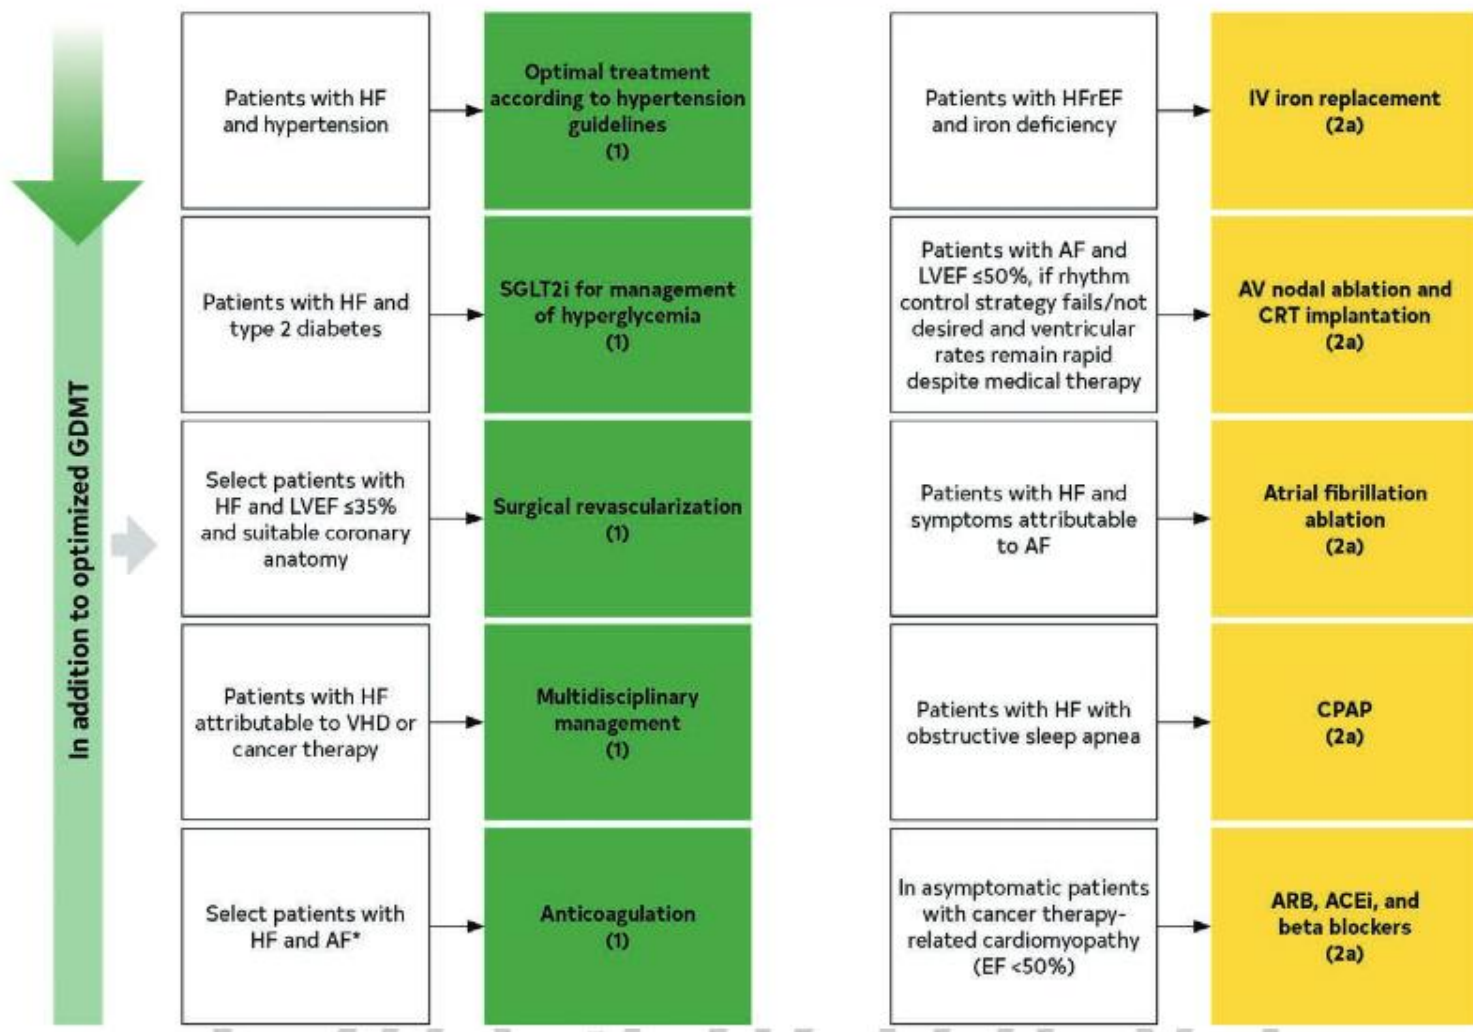 In addition to optimized GDMT
Patients with HF
and hypertension
Optimal treatment
according to hypertension
guidelines
(1)
Patients with HF and
type 2 diabetes
SGLT2i for management
of hyperglycemia
(1)
Select patients with
HF and LVEF ≤35%
and suitable coronary
anatomy
Surgical revascularization
(1)
Patients with HF
attributable to VHD or
cancer therapy
Multidisciplinary
management
(1)
Select patients with
HF and AF*
Anticoagulation
(1)
Patients with HFrEF
and iron deficiency
IV iron replacement
(2a)
Patients with AF and
LVEF ≤50%, if rhythm
control strategy fails/not
desired and ventricular
rates remain rapid
despite medical therapy
AV nodal ablation and
CRT implantation
(2a)
Patients with HF and
symptoms attributable
to AF
Atrial fibrillation
ablation
(2a)
Patients with HF with
obstructive sleep apnea
CPAP
(2a)
In asymptomatic patients
with cancer therapy-
related cardiomyopathy
(EF <50%)
ARB, ACEi, and
beta blockers
(2a)